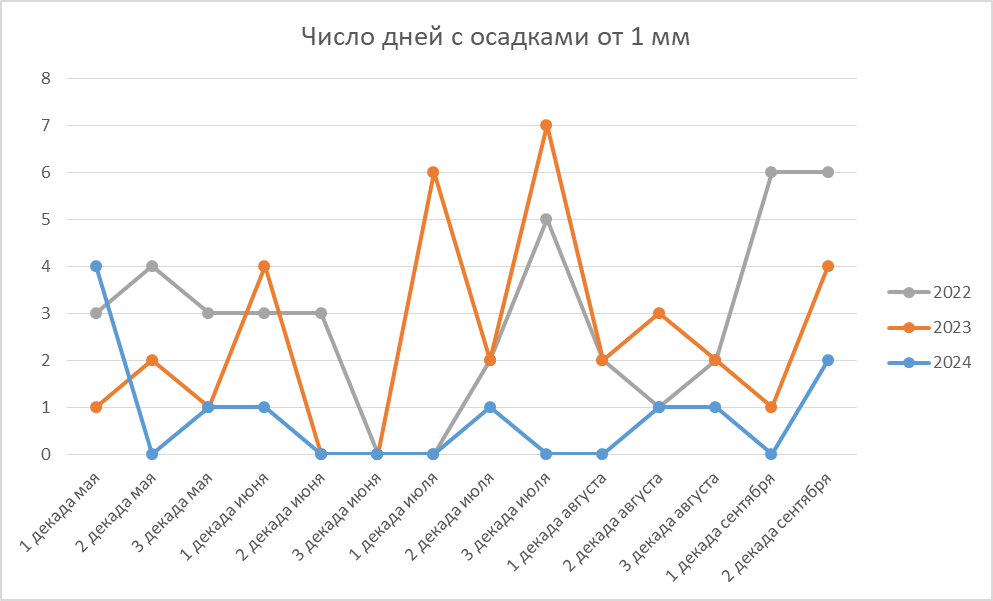 Число дней с осадками от 1 мм
8
7
6
5
4
3
2
1
0
2022
2023
2024
1 декада мая
2 декада мая
3 декада мая
1 декада июня
2 декада июня
3 декада июня
1 декада июля
2 декада июля
3 декада июля
1 декада августа
2 декада августа
3 декада августа
1 декада сентября
2 декада сентября